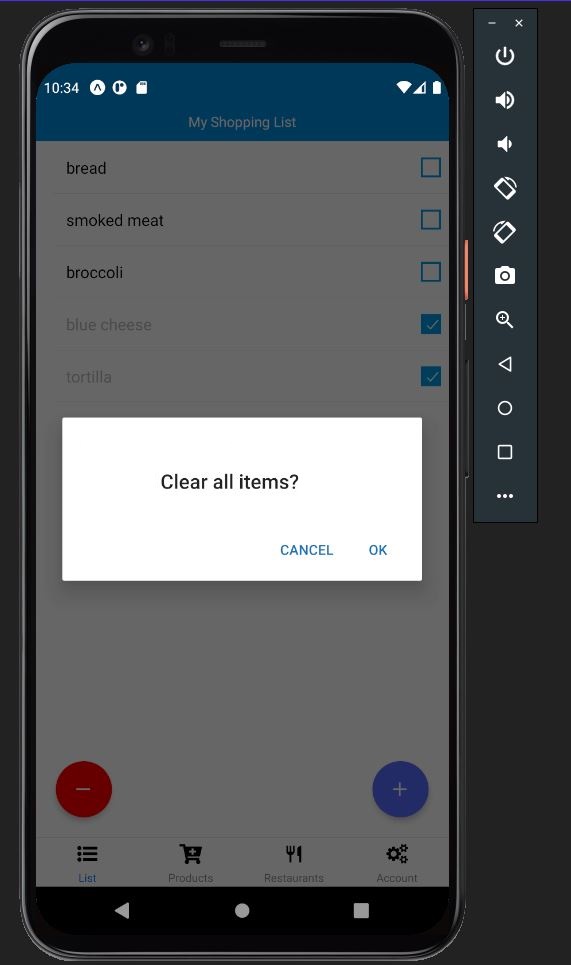 10:34
My Shopping List
bread
smoked meat
broccoli
blue cheese
tortilla
Clear all items?
CANCEL OK
List Products Restaurants Account